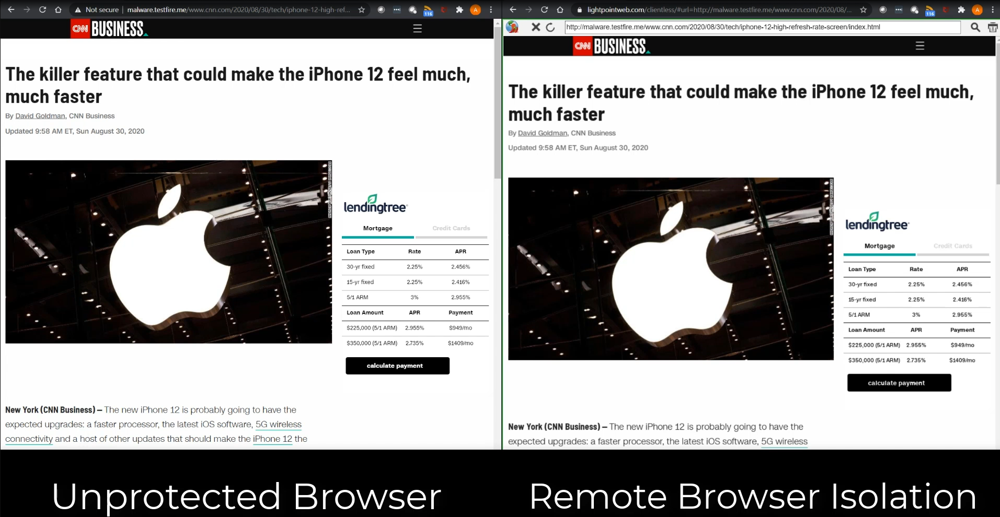 Not secure | malware.testfire.me/www.cnn.com/2020/08/30/tech/iphone-12-high-ref...
116
A
CNN BUSINESS
The killer feature that could make the iPhone 12 feel much,
much faster
By David Goldman, CNN Business
Updated 9:58 AM ET, Sun August 30, 2020
lendingtree
Mortgage Credit Cards
Loan Type Rate APR
30-yr fixed 2.25% 2.456%
15-yr fixed 2.25% 2.416%
5/1 ARM 3% 2.955%
Loan Amount APR Payment
$225,000 (5/1 ARM) 2.955% $949/mo
$350,000 (5/1 ARM) 2.735% $1409/mo
calculate payment
New York (CNN Business) – The new iPhone 12 is probably going to have the
expected upgrades: a faster processor, the latest iOS software, 5G wireless
connectivity and a host of other updates that should make the iPhone 12 the
Unprotected Browser
lightpointweb.com/clientless/#url=http://malware.testfire.me/www.cnn.com/2020/08/...
116
A
http://malware.testfire.me/www.cnn.com/2020/08/30/tech/iphone-12-high-refresh-rate-screen/index.html
CNN BUSINESS
The killer feature that could make the iPhone 12 feel much,
much faster
By David Goldman, CNN Business
Updated 9:58 AM ET, Sun August 30, 2020
lendingtree
Mortgage Credit Cards
Loan Type Rate APR
30-yr fixed 2.25% 2.456%
15-yr fixed 2.25% 2.416%
5/1 ARM 3% 2.955%
Loan Amount APR Payment
$225,000 (5/1 ARM) 2.955% $949/mo
$350,000 (5/1 ARM) 2.735% $1409/mo
calculate payment
New York (CNN Business) – The new iPhone 12 is probably going to have the
expected upgrades: a faster processor, the latest iOS software, 5G wireless
Remote Browser Isolation